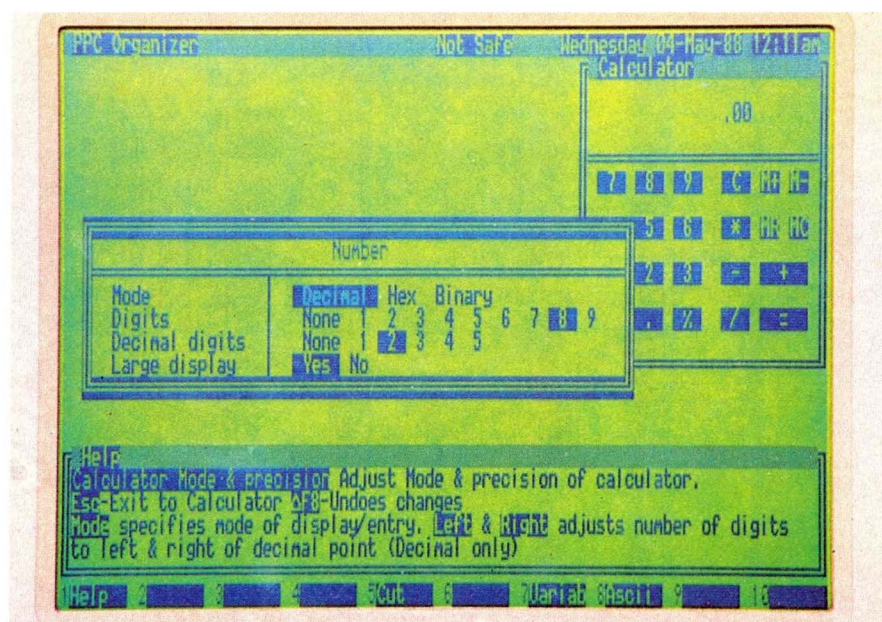 PPC Organizer Not Safe Wednesday 04-May-88 12:11am
Calculator
.00
7 8 9 C M+ M-
5 6 * MR MC
2 3 - +
. % / =
Number
Mode Decimal Hex Binary
Digits None 1 2 3 4 5 6 7 8 9
Decimal digits None 1 2 3 4 5
Large display Yes No
Help
Calculator Mode & precision Adjust Mode & precision of calculator.
Esc-Exit to Calculator ΔF8-Undoes changes
Mode specifies mode of display/entry. Left & Right adjusts number of digits
to left & right of decimal point (Decimal only)
1Help 2 3 4 5Cut 6 7Variab 8Ascii 9 10